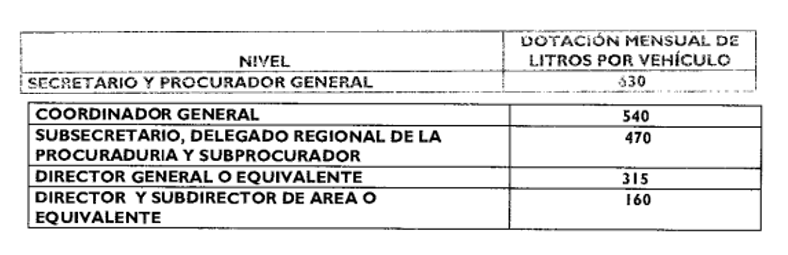 NIVEL
DOTACIÓN MENSUAL DE
LITROS POR VEHÍCULO
SECRETARIO Y PROCURADOR GENERAL 630
COORDINADOR GENERAL 540
SUBSECRETARIO, DELEGADO REGIONAL DE LA 470
PROCURADURIA Y SUBPROCURADOR
DIRECTOR GENERAL O EQUIVALENTE 315
DIRECTOR Y SUBDIRECTOR DE AREA O 160
EQUIVALENTE